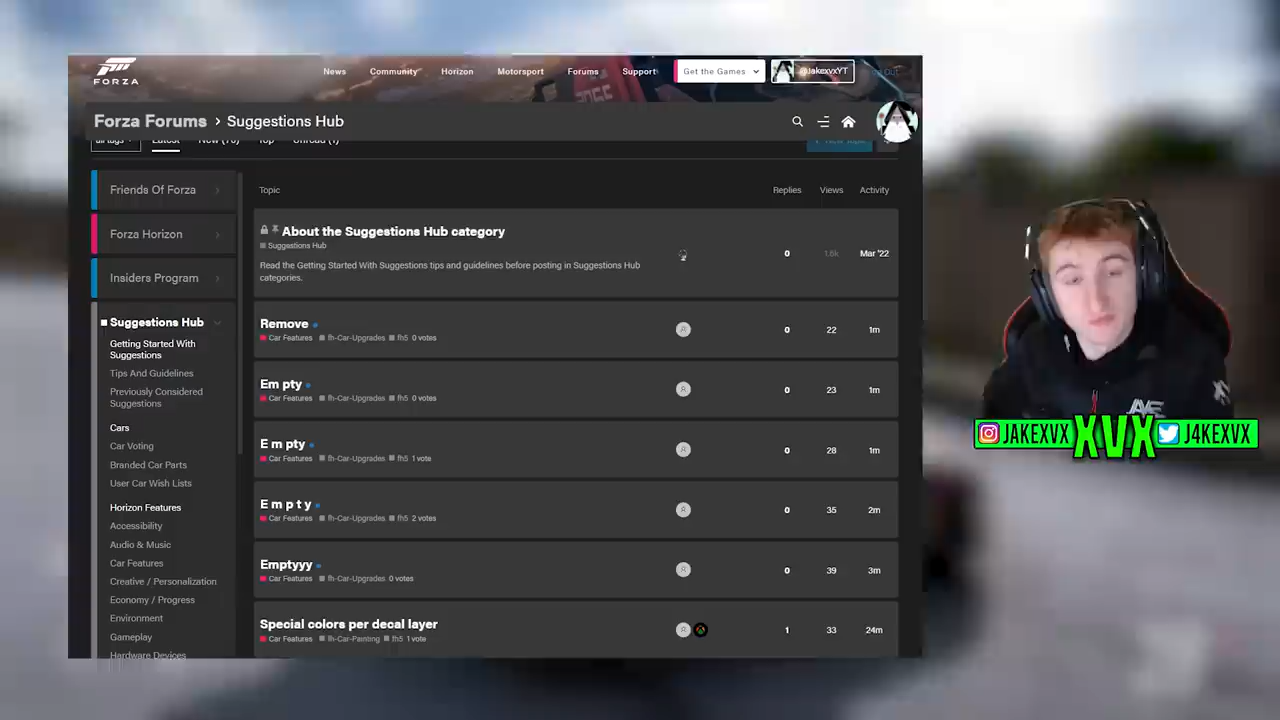 FORZA
News Community Horizon Motorsport Forums Support Get the Games @JakexvxYT
Forza Forums > Suggestions Hub
all tags Latest Top
Friends Of Forza
Forza Horizon
Insiders Program
Suggestions Hub
Getting Started With
Suggestions
Tips And Guidelines
Previously Considered
Suggestions
Cars
Car Voting
Branded Car Parts
User Car Wish Lists
Horizon Features
Accessibility
Audio & Music
Car Features
Creative / Personalization
Economy / Progress
Environment
Gameplay
Hardware Devices
Topic Replies Views Activity
About the Suggestions Hub category
Suggestions Hub
Read the Getting Started With Suggestions tips and guidelines before posting in Suggestions Hub
categories.
0 1.8k Mar '22
Remove
Car Features fh-Car-Upgrades fh5 0 votes
0 22 1m
Em pty
Car Features fh-Car-Upgrades fh5 0 votes
0 23 1m
E m pty
Car Features fh-Car-Upgrades fh5 1 vote
0 28 1m
E m p t y
Car Features fh-Car-Upgrades fh5 2 votes
0 35 2m
Emptyyy
Car Features fh-Car-Upgrades 0 votes
0 39 3m
Special colors per decal layer
Car Features fh-Car-Painting fh5 1 vote
1 33 24m
JAKEXVX XVX J4KEXVX